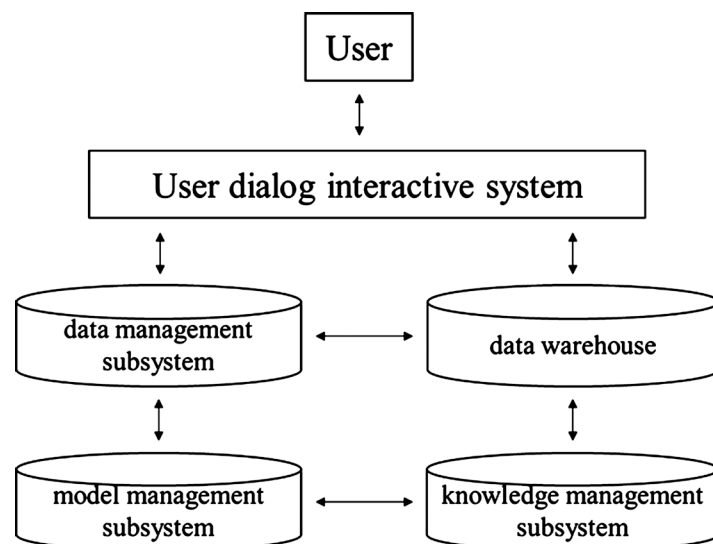 User
User dialog interactive system
data management
subsystem
data warehouse
model management
subsystem
knowledge management
subsystem